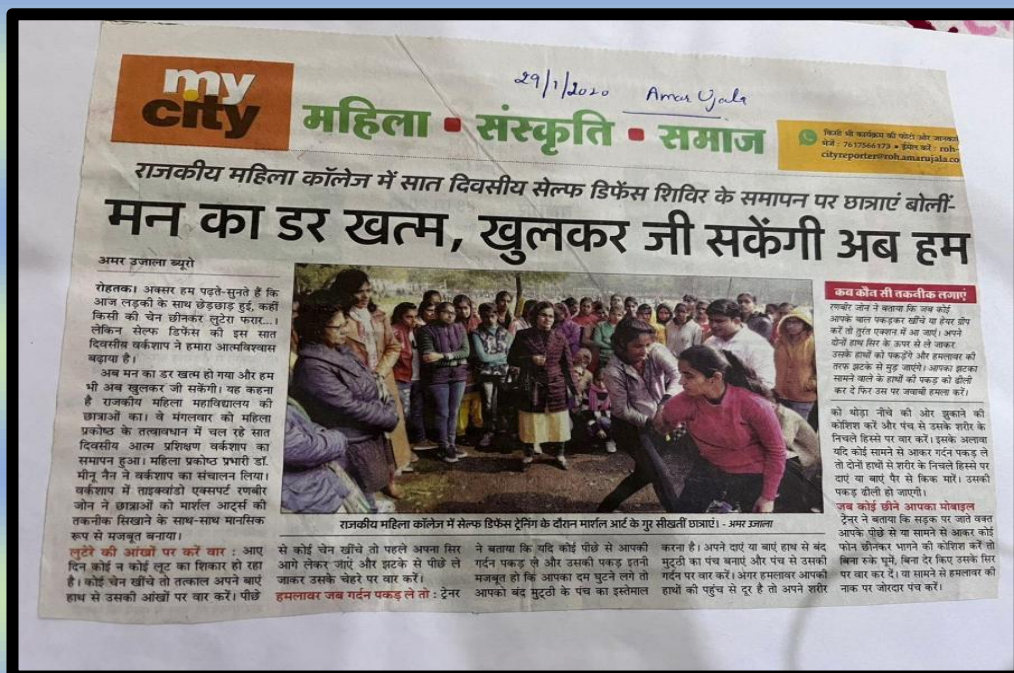 my
city
29/1/2020 Amar Ujala
महिला ▪ संस्कृति ▪ समाज
किसी भी कार्यक्रम की फोटो और जानकारी
भेजें : 7617566173 ● ईमेल करें : roh-
cityreporter@roh.amarujala.co
राजकीय महिला कॉलेज में सात दिवसीय सेल्फ डिफेंस शिविर के समापन पर छात्राएं बोलीं-
मन का डर खत्म, खुलकर जी सकेंगी अब हम
अमर उजाला ब्यूरो
रोहतक। अक्सर हम पढ़ते-सुनते हैं कि
आज लड़की के साथ छेड़छाड़ हुई, कहीं
किसी की चेन छीनकर लुटेरा फरार...।
लेकिन सेल्फ डिफेंस की इस सात
दिवसीय वर्कशाप ने हमारा आत्मविश्वास
बढ़ाया है।
अब मन का डर खत्म हो गया और हम
भी अब खुलकर जी सकेंगी। यह कहना
है राजकीय महिला महाविद्यालय की
छात्राओं का। वे मंगलवार को महिला
प्रकोष्ठ के तत्वावधान में चल रहे सात
दिवसीय आत्म प्रशिक्षण वर्कशाप का
समापन हुआ। महिला प्रकोष्ठ प्रभारी डॉ.
मीनू नैन ने वर्कशाप का संचालन लिया।
वर्कशाप में ताइक्वांडो एक्सपर्ट रणबीर
जोन ने छात्राओं को मार्शल आर्ट्स की
तकनीक सिखाने के साथ-साथ मानसिक
रूप से मजबूत बनाया।
लुटेरे की आंखों पर करें वार : आए
दिन कोई न कोई लूट का शिकार हो रहा
है। कोई चेन खींचे तो तत्काल अपने बाएं
हाथ से उसकी आंखों पर वार करें। पीछे
राजकीय महिला कॉलेज में सेल्फ डिफेंस ट्रेनिंग के दौरान मार्शल आर्ट के गुर सीखतीं छात्राएं। - अमर उजाला
से कोई चेन खींचे तो पहले अपना सिर
आगे लेकर जाएं और झटके से पीछे ले
जाकर उसके चेहरे पर वार करें।
हमलावर जब गर्दन पकड़ ले तो : ट्रेनर
ने बताया कि यदि कोई पीछे से आपकी
गर्दन पकड़ ले और उसकी पकड़ इतनी
मजबूत हो कि आपका दम घुटने लगे तो
आपको बंद मुट्ठी के पंच का इस्तेमाल
करना है। अपने दाएं या बाएं हाथ से बंद
मुट्ठी का पंच बनाएं और पंच से उसकी
गर्दन पर वार करें। अगर हमलावर आपकी
हाथों की पहुंच से दूर है तो अपने शरीर
कब कौन सी तकनीक लगाएं
रणबीर जोन ने बताया कि जब कोई
आपके बाल पकड़कर खींचे या हेयर ग्रीप
करें तो तुरंत एक्शन में आ जाएं। अपने
दोनों हाथ सिर के ऊपर से ले जाकर
उसके हाथों को पकड़ेंगे और हमलावर की
तरफ झटके से मुड़ जाएंगे। आपका झटका
सामने वाले के हाथों की पकड़ को ढीली
कर दे फिर उस पर जवाबी हमला करें।
को थोड़ा नीचे की ओर झुकाने की
कोशिश करें और पंच से उसके शरीर के
निचले हिस्से पर वार करें। इसके अलावा
यदि कोई सामने से आकर गर्दन पकड़ ले
तो दोनों हाथों से शरीर के निचले हिस्से पर
दाएं या बाएं पैर से किक मारें। उसकी
पकड़ ढीली हो जाएगी।
जब कोई छीने आपका मोबाइल
ट्रेनर ने बताया कि सड़क पर जाते वक्त
आपके पीछे से या सामने से आकर कोई
फोन छीनकर भागने की कोशिश करें तो
बिना रुके घूमें, बिना देर किए उसके सिर
पर वार कर दें। या सामने से हमलावर की
नाक पर जोरदार पंच करें।